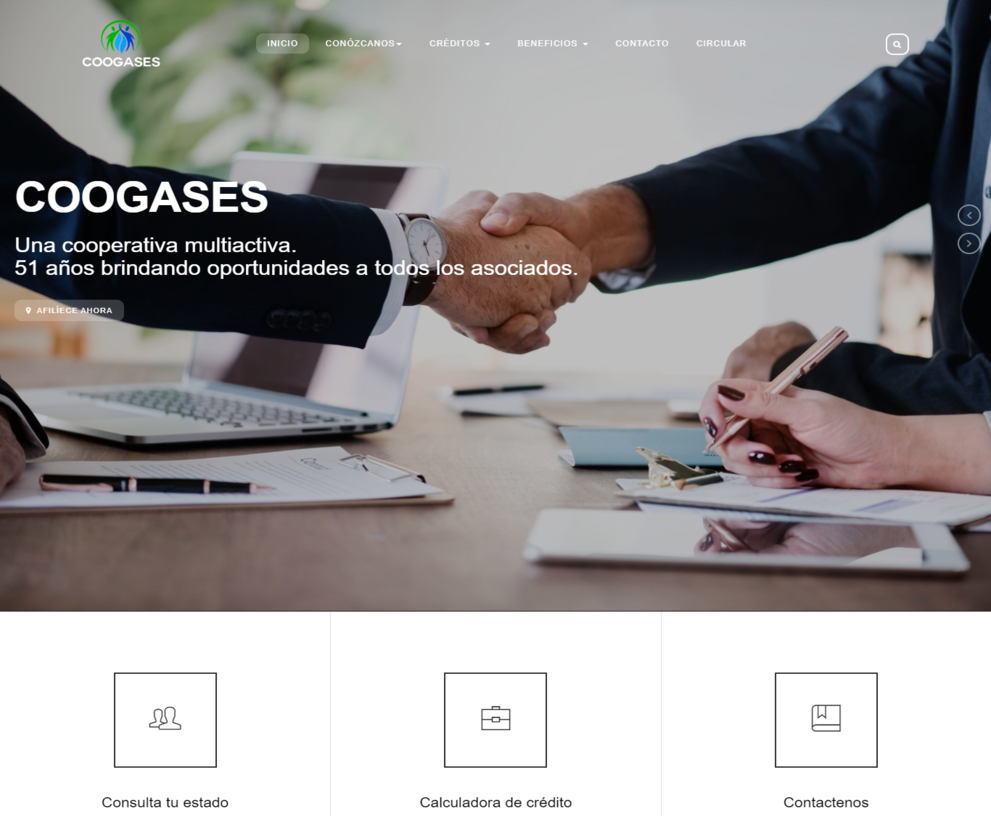 COOGASES
INICIO
CONÓZCANOS
CRÉDITOS
BENEFICIOS
CONTACTO
CIRCULAR
COOGASES
Una cooperativa multiactiva.
51 años brindando oportunidades a todos los asociados.
AFILÍECE AHORA
Consulta tu estado
Calculadora de crédito
Contactenos